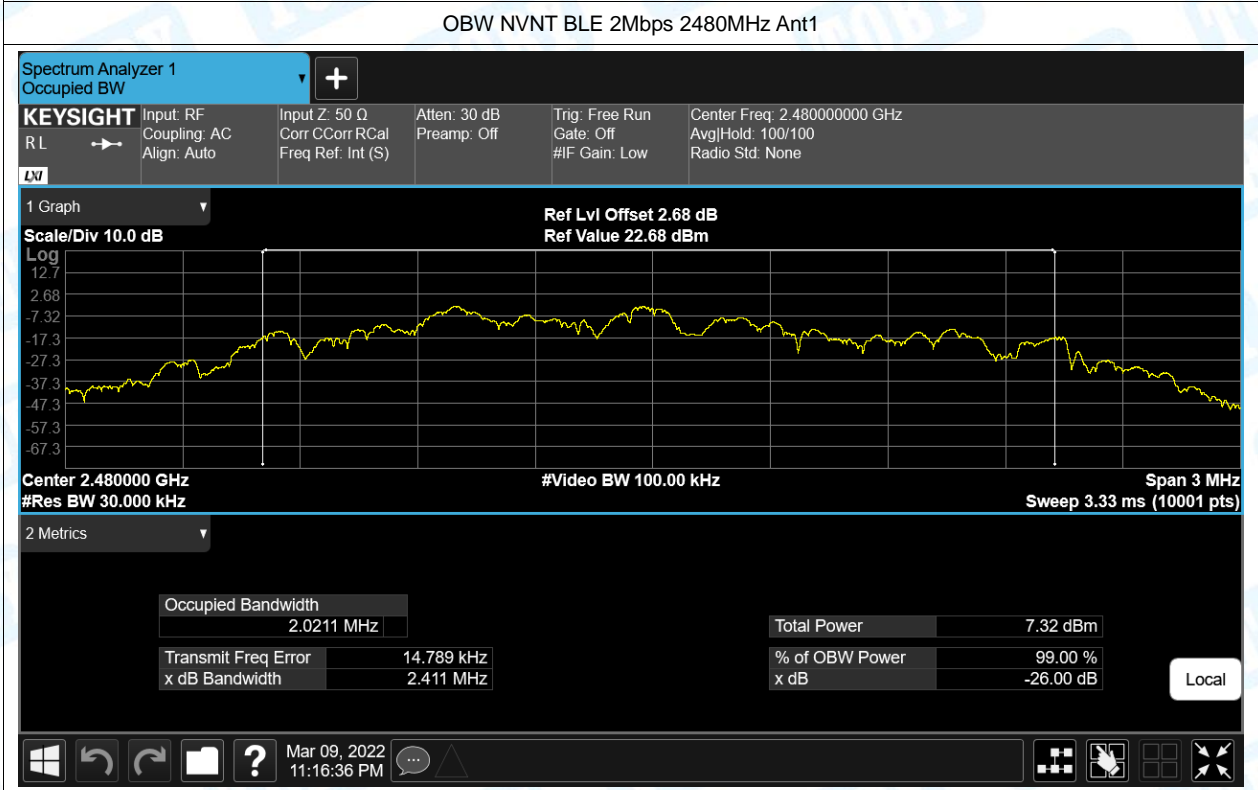 OBW NVNT BLE 2Mbps 2480MHz Ant1
Spectrum Analyzer 1
Occupied BW
KEYSIGHT
R L
LXI
Input: RF
Coupling: AC
Align: Auto
Input Z: 50 Ω
Corr CCorr RCal
Freq Ref: Int (S)
Atten: 30 dB
Preamp: Off
Trig: Free Run
Gate: Off
#IF Gain: Low
Center Freq: 2.480000000 GHz
Avg|Hold: 100/100
Radio Std: None
1 Graph
Ref Lvl Offset 2.68 dB
Scale/Div 10.0 dB
Ref Value 22.68 dBm
Log
12.7
2.68
-7.32
-17.3
-27.3
-37.3
-47.3
-57.3
-67.3
Center 2.480000 GHz
#Video BW 100.00 kHz
Span 3 MHz
#Res BW 30.000 kHz
Sweep 3.33 ms (10001 pts)
2 Metrics
Occupied Bandwidth
2.0211 MHz
Total Power 7.32 dBm
Transmit Freq Error 14.789 kHz
% of OBW Power 99.00 %
x dB Bandwidth 2.411 MHz
x dB -26.00 dB
Local
?
Mar 09, 2022
11:16:36 PM